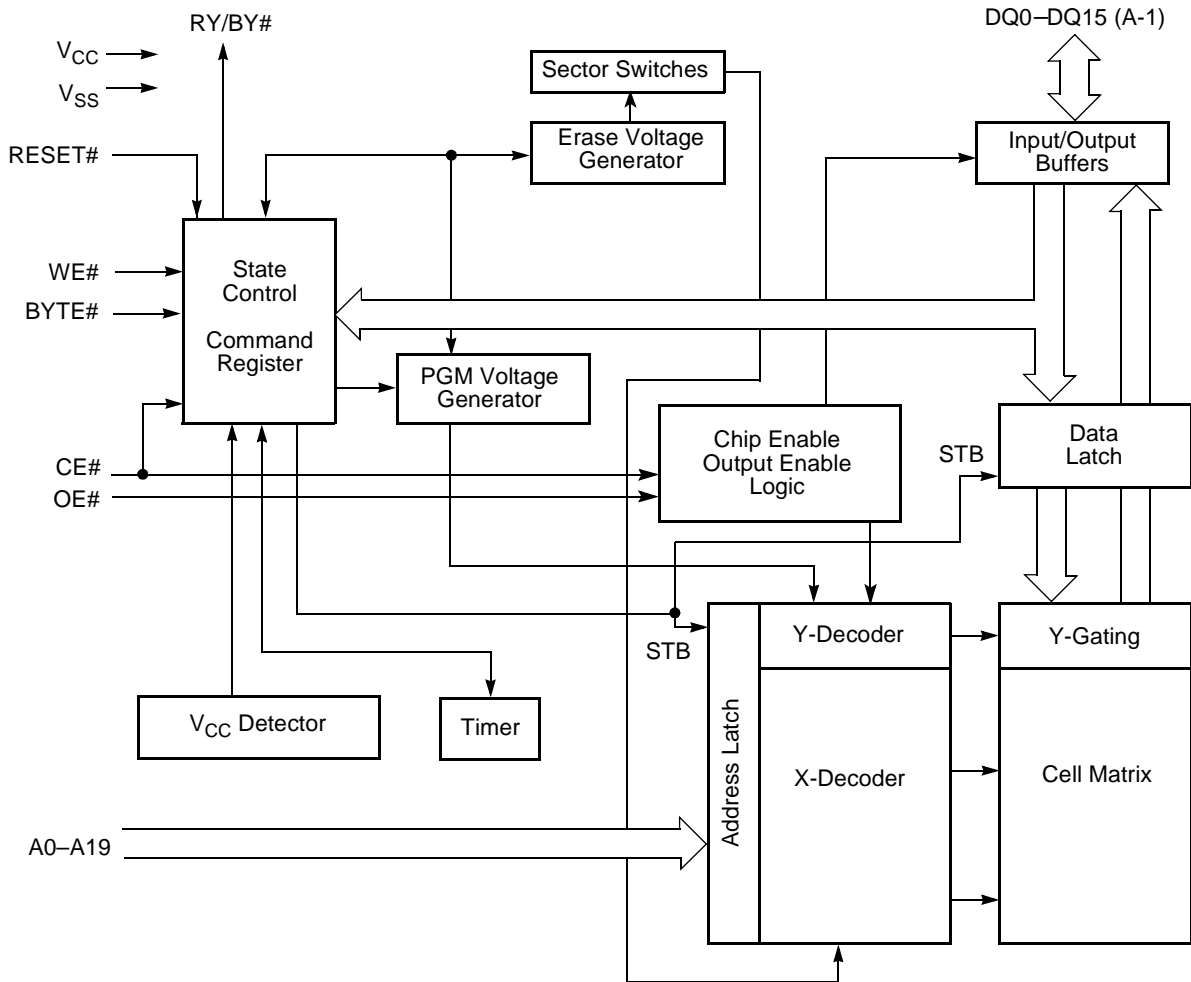 RY/BY#
DQ0–DQ15 (A-1)
VCC
VSS
Sector Switches
RESET#
Erase Voltage
Generator
Input/Output
Buffers
WE#
BYTE#
State
Control
Command
Register
PGM Voltage
Generator
CE#
OE#
Chip Enable
Output Enable
Logic
STB
Data
Latch
STB
Y-Decoder
Y-Gating
VCC Detector
Timer
Address Latch
X-Decoder
Cell Matrix
A0–A19